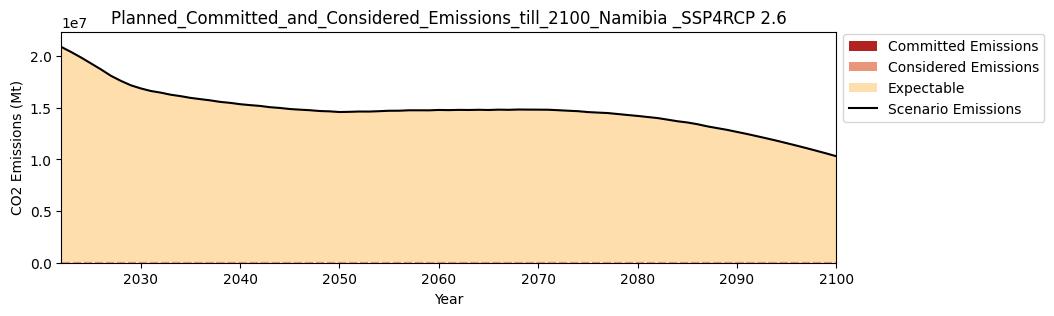 Planned_Committed_and_Considered_Emissions_till_2100_Namibia _SSP4RCP 2.6
1e7
Committed Emissions
Considered Emissions
Expectable
Scenario Emissions
CO2 Emissions (Mt)
2.0
1.5
1.0
0.5
0.0
2030 2040 2050 2060 2070 2080 2090 2100
Year